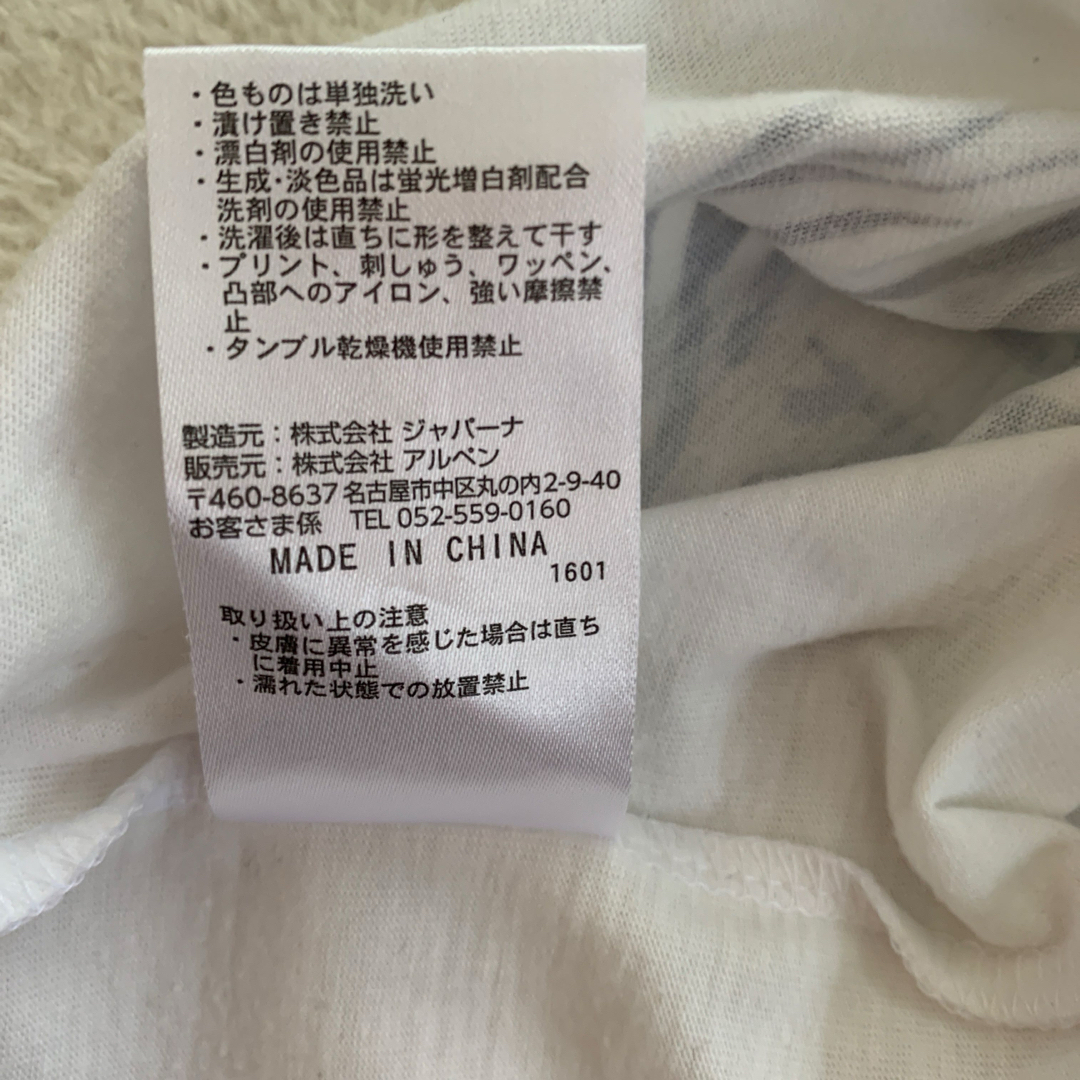 ・色ものは単独洗い
・漬け置き禁止
・漂白剤の使用禁止
・生成・淡色品は蛍光増白剤配合
洗剤の使用禁止
・洗濯後は直ちに形を整えて干す
・プリント、刺しゅう、ワッペン、
凸部へのアイロン、強い摩擦禁
止
・タンブル乾燥機使用禁止
製造元：株式会社 ジャパーナ
販売元：株式会社 アルペン
〒460-8637 名古屋市中区丸の内2-9-40
お客さま係 TEL 052-559-0160
MADE IN CHINA
1601
取り扱い上の注意
・皮膚に異常を感じた場合は直ち
に着用中止
・濡れた状態での放置禁止